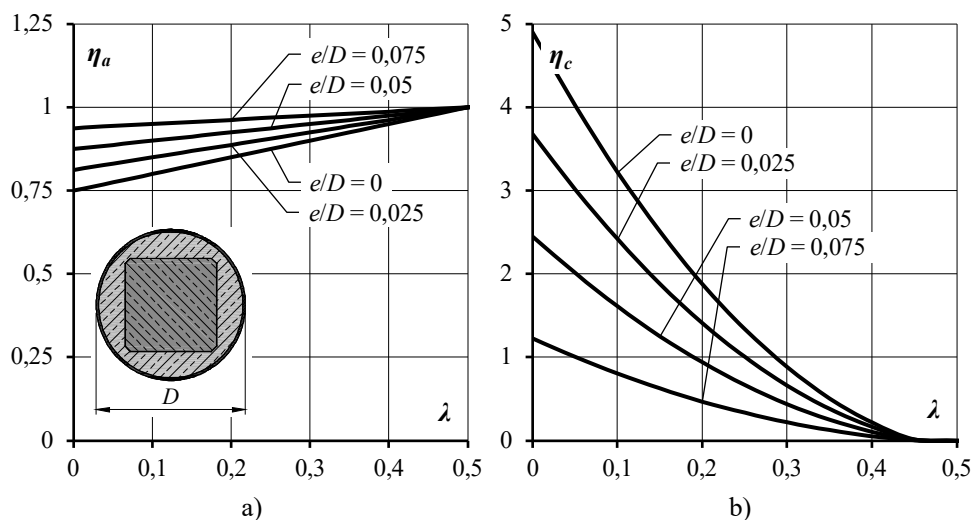 1,25
η_a
e/D = 0,075
e/D = 0,05
1
0,75
e/D = 0
e/D = 0,025
0,5
0,25
D
λ
0
0 0,1 0,2 0,3 0,4 0,5
a)
5
η_c
4
e/D = 0
e/D = 0,025
3
e/D = 0,05
e/D = 0,075
2
1
λ
0
0 0,1 0,2 0,3 0,4 0,5
b)